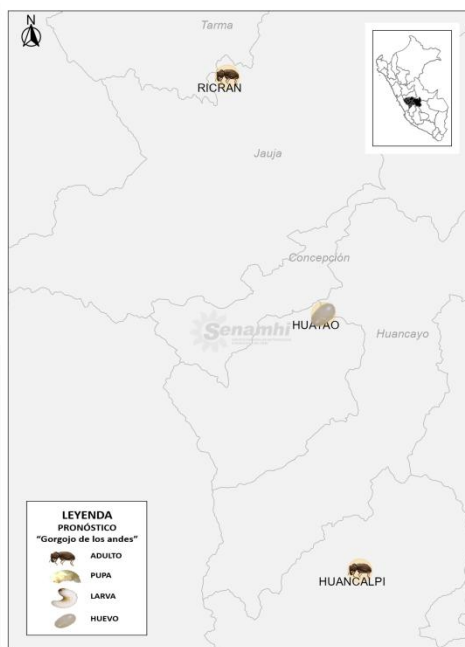 N
Tarma
RICRAN
Jauja
Concepción
Senamhi
HUAYAO
Huancayo
HUANCALPI
LEYENDA
PRONÓSTICO
“Gorgojo de los andes”
ADULTO
PUPA
LARVA
HUEVO